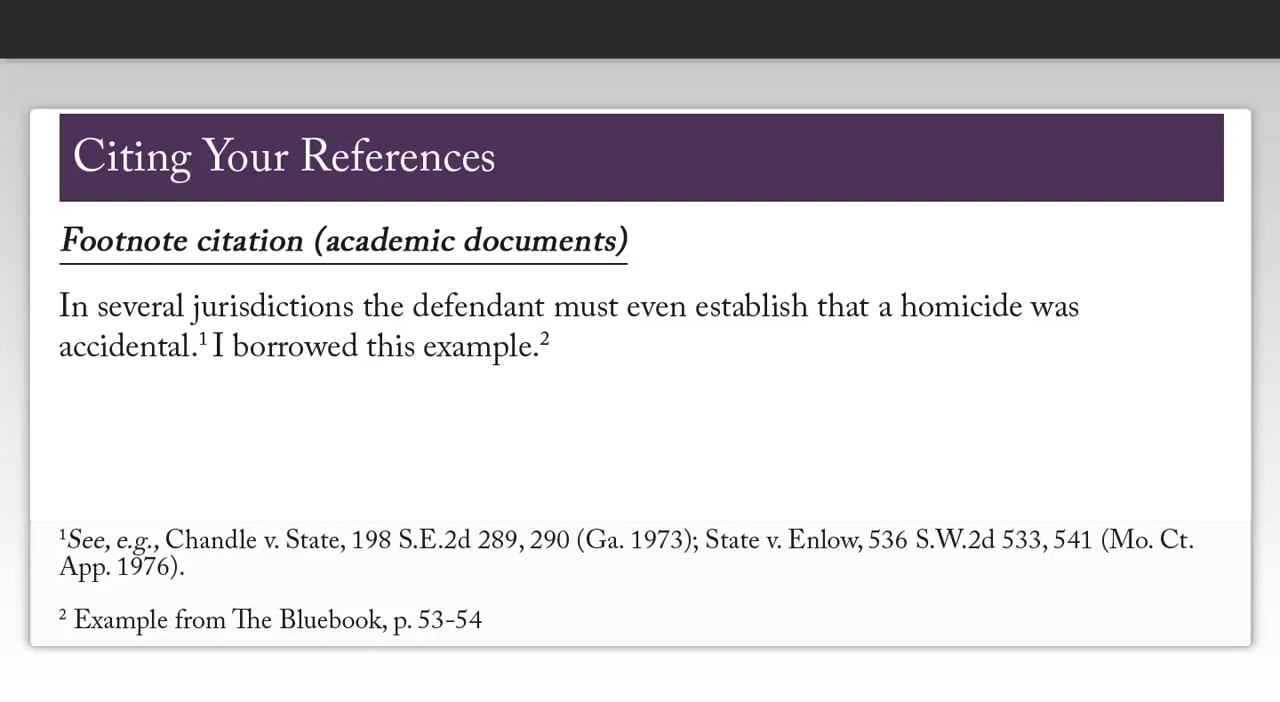 Citing Your References
Footnote citation (academic documents)
In several jurisdictions the defendant must even establish that a homicide was
accidental.¹ I borrowed this example.²
¹See, e.g., Chandle v. State, 198 S.E.2d 289, 290 (Ga. 1973); State v. Enlow, 536 S.W.2d 533, 541 (Mo. Ct.
App. 1976).
² Example from The Bluebook, p. 53-54